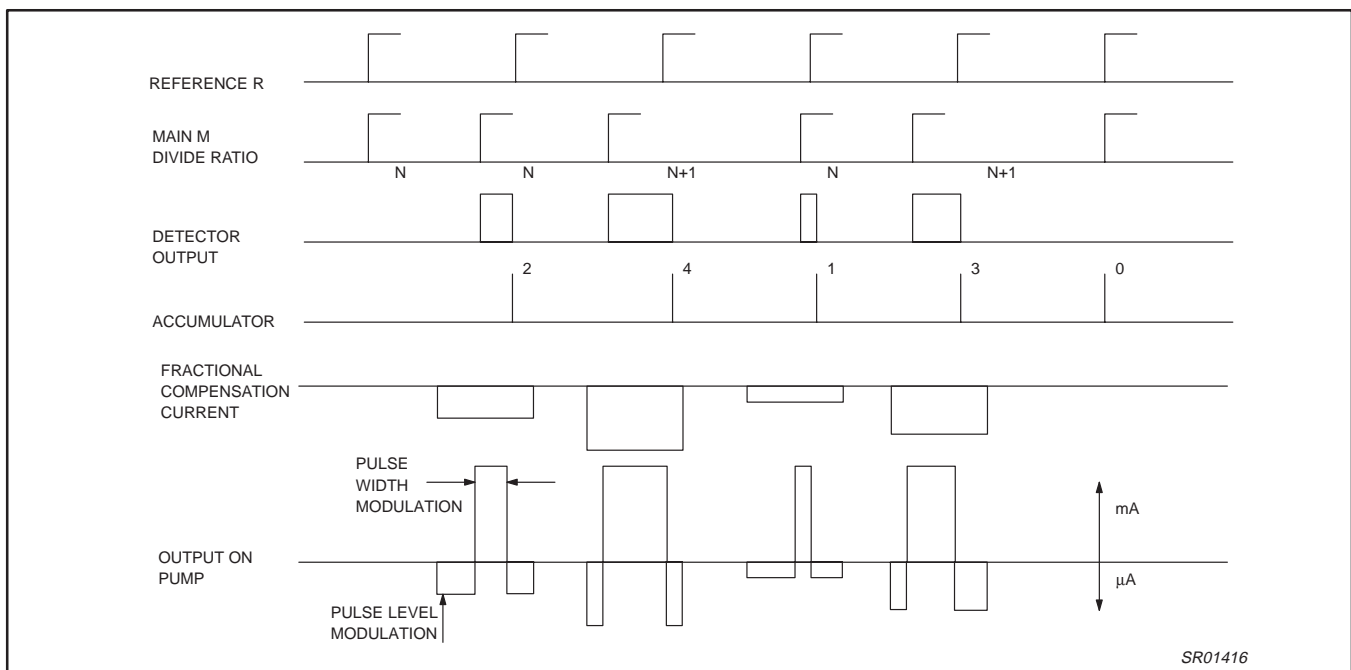 REFERENCE R
MAIN M
DIVIDE RATIO
N
N
N+1
N
N+1
DETECTOR
OUTPUT
2
4
1
3
0
ACCUMULATOR
FRACTIONAL
COMPENSATION
CURRENT
PULSE
WIDTH
MODULATION
mA
OUTPUT ON
PUMP
µA
PULSE LEVEL
MODULATION
SR01416